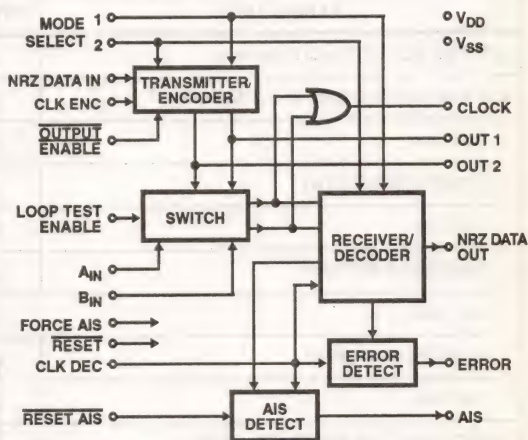 MODE 1
SELECT 2
V_DD
V_SS
NRZ DATA IN
CLK ENC
TRANSMITTER/
ENCODER
CLOCK
OUTPUT
ENABLE
OUT 1
OUT 2
LOOP TEST
ENABLE
SWITCH
RECEIVER/
DECODER
NRZ DATA
OUT
A_IN
B_IN
FORCE AIS
RESET
CLK DEC
ERROR
DETECT
ERROR
RESET AIS
AIS
DETECT
AIS